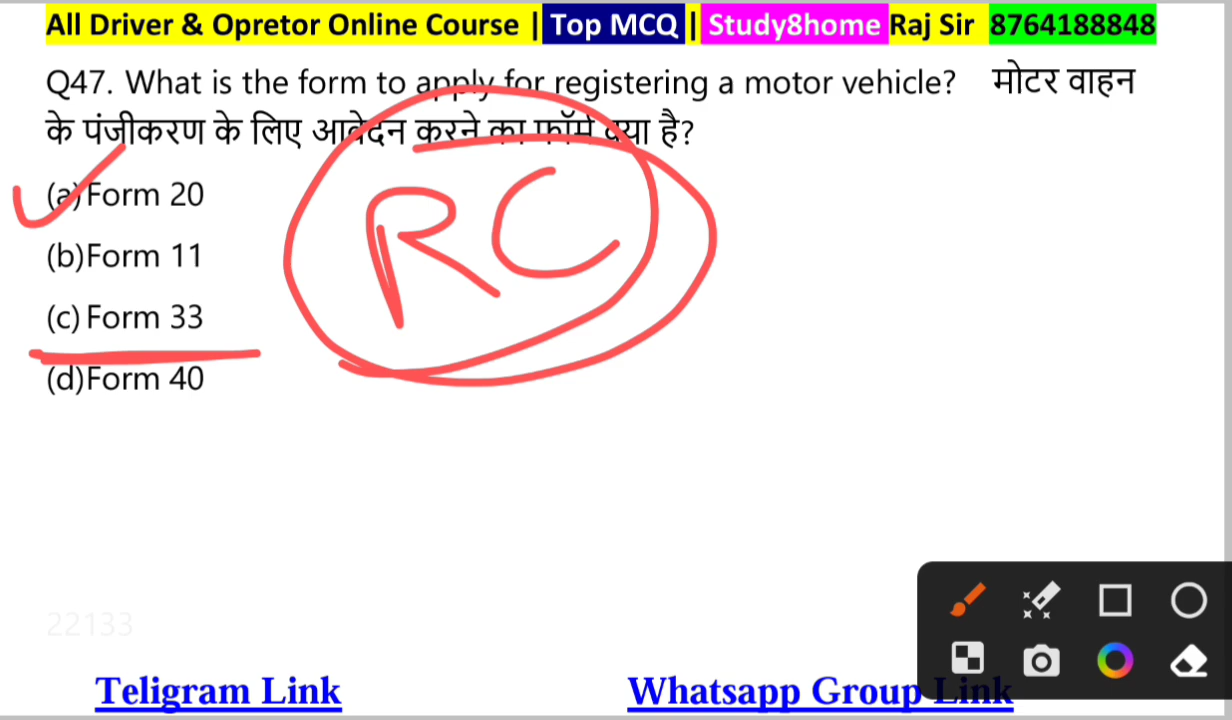 All Driver & Opretor Online Course | Top MCQ | Study8home Raj Sir 8764188848
Q47. What is the form to apply for registering a motor vehicle? मोटर वाहन
के पंजीकरण के लिए आवेदन करने का फॉर्म क्या है?
(a) Form 20
RC
(b)Form 11
(c) Form 33
(d)Form 40
22133
Teligram Link
Whatsapp Group Link